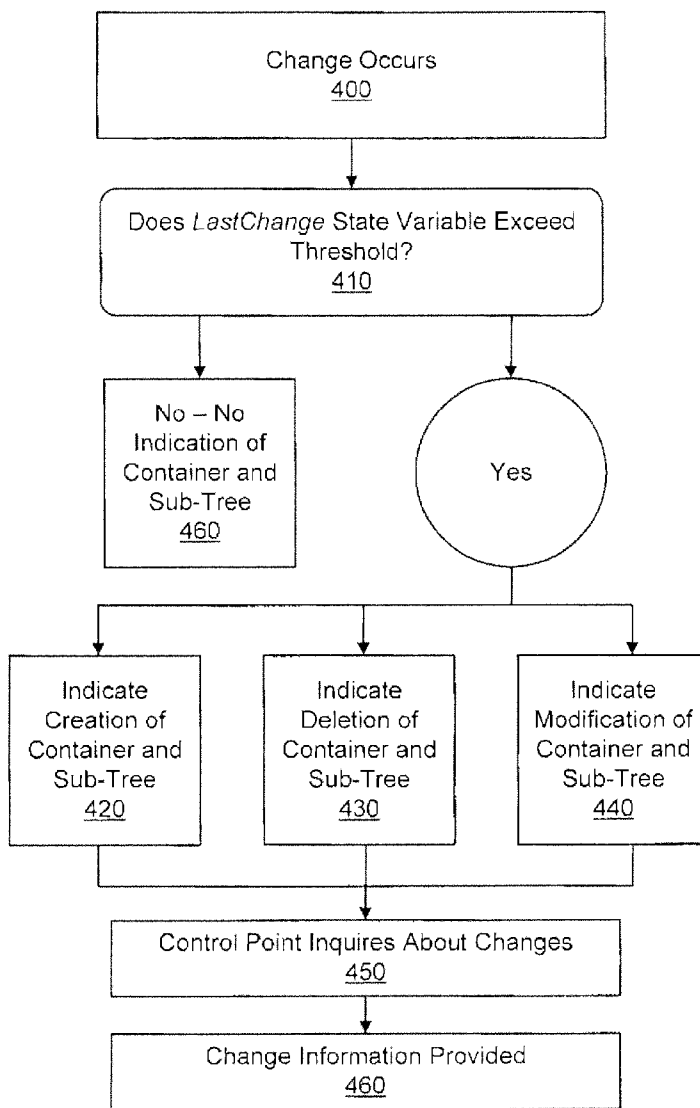 Change Occurs
400
Does LastChange State Variable Exceed
Threshold?
410
No – No
Indication of
Container and
Sub-Tree
460
Yes
Indicate
Creation of
Container and
Sub-Tree
420
Indicate
Deletion of
Container and
Sub-Tree
430
Indicate
Modification of
Container and
Sub-Tree
440
Control Point Inquires About Changes
450
Change Information Provided
460